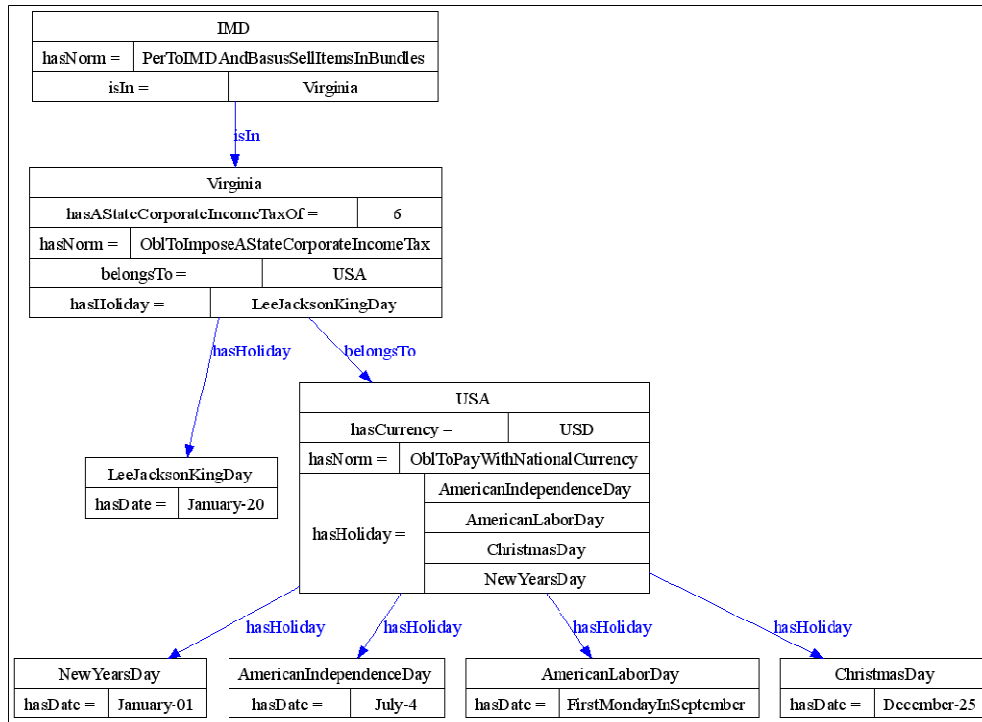 IMD
hasNorm = PerToIMDAndBasusSellItemsInBundles
isIn = Virginia
isIn
Virginia
hasAStateCorporateIncomeTaxOf = 6
hasNorm = OblToImposeAStateCorporateIncomeTax
belongsTo = USA
hasHoliday = LeeJacksonKingDay
hasHoliday belongsTo
USA
hasCurrency = USD
hasNorm = OblToPayWithNationalCurrency
LeeJacksonKingDay
hasDate = January-20
hasHoliday =
AmericanIndependenceDay
AmericanLaborDay
ChristmasDay
NewYearsDay
hasHoliday hasHoliday hasHoliday hasHoliday
NewYearsDay AmericanIndependenceDay AmericanLaborDay ChristmasDay
hasDate = January-01 hasDate = July-4 hasDate = FirstMondayInSeptember hasDate = December-25